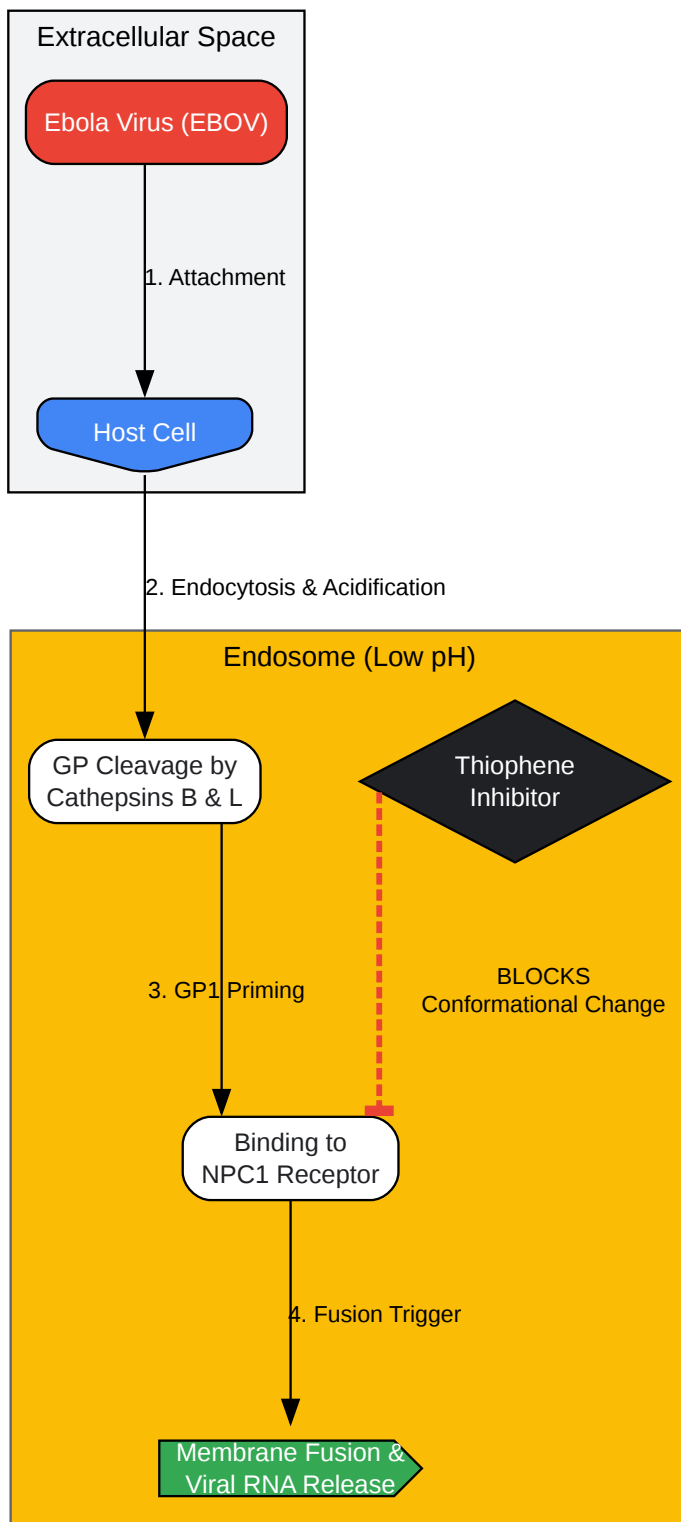 Extracellular Space
Ebola Virus (EBOV)
1. Attachment
Host Cell
2. Endocytosis & Acidification
Endosome (Low pH)
GP Cleavage by
Cathepsins B & L
Thiophene
Inhibitor
3. GP1 Priming
BLOCKS
Conformational Change
Binding to
NPC1 Receptor
4. Fusion Trigger
Membrane Fusion &
Viral RNA Release